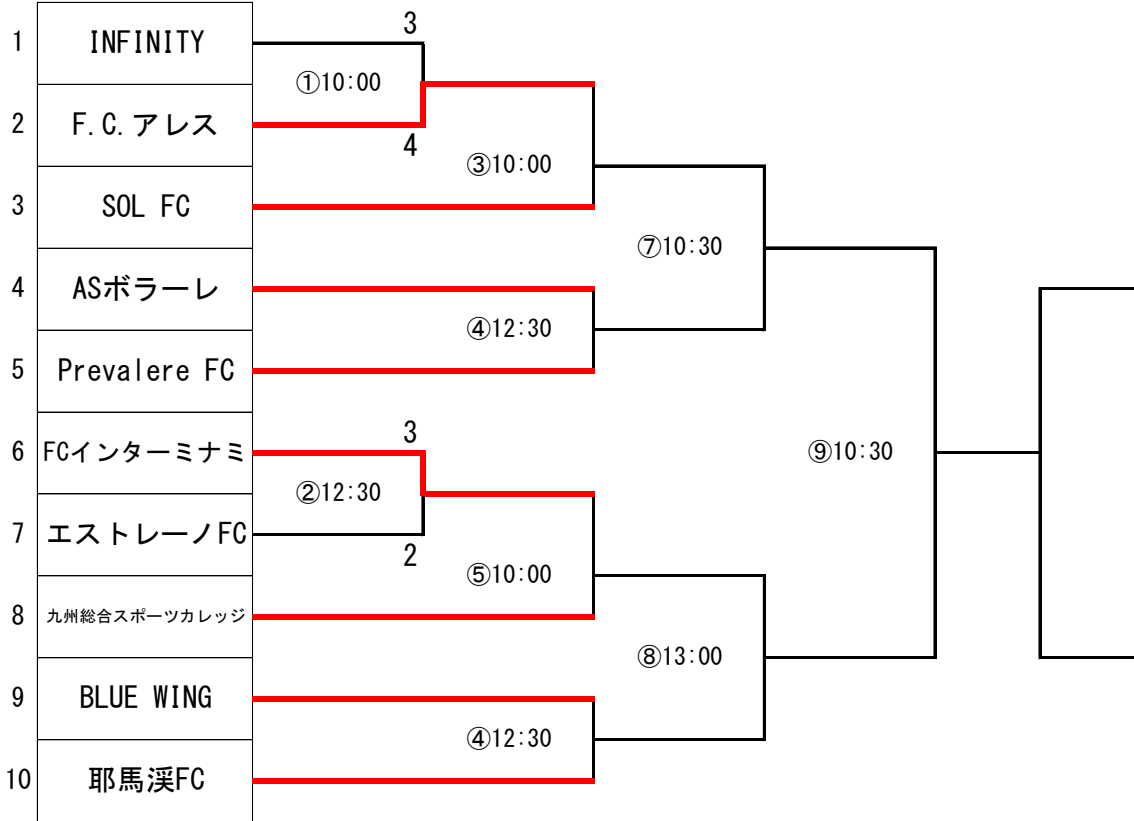 3
1 INFINITY
①10:00
2 F.C.アレス
4
③10:00
3 SOL FC
⑦10:30
4 ASボラーレ
④12:30
5 Prevalere FC
3
6 FCインターミナミ
⑨10:30
②12:30
7 エストレーノFC
2
⑤10:00
8 九州総合スポーツカレッジ
⑧13:00
9 BLUE WING
④12:30
10 耶馬渓FC